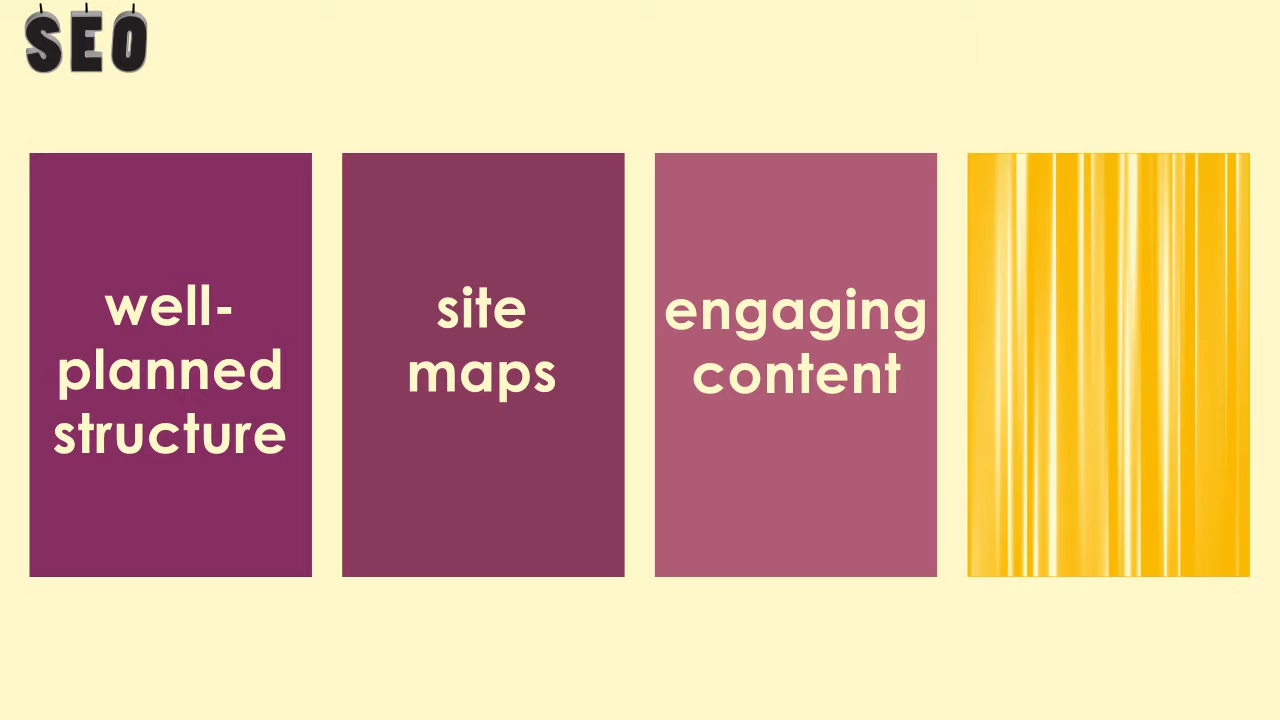 SEO
well-
planned
structure
site
maps
engaging
content